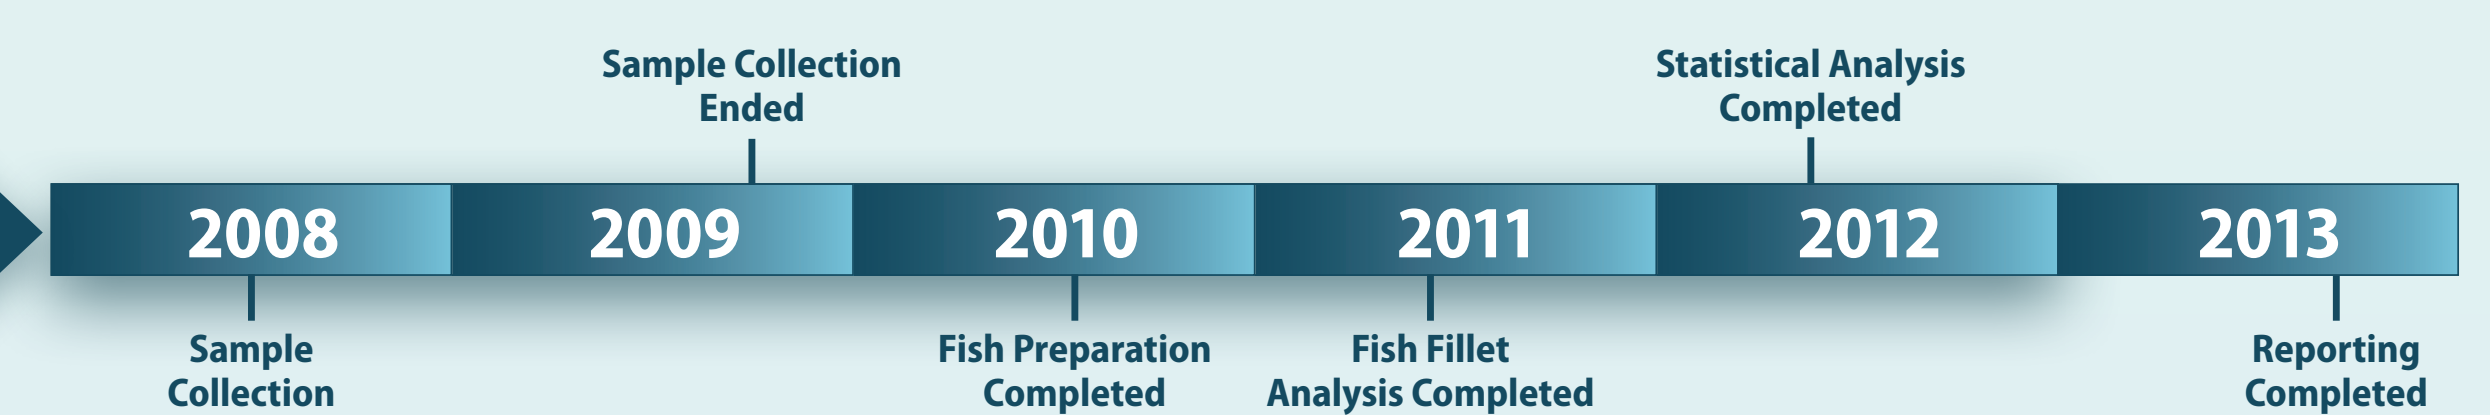 Sample Collection
Ended
Statistical Analysis
Completed
2008
2009
2010
2011
2012
2013
Sample
Collection
Fish Preparation
Completed
Fish Fillet
Analysis Completed
Reporting
Completed